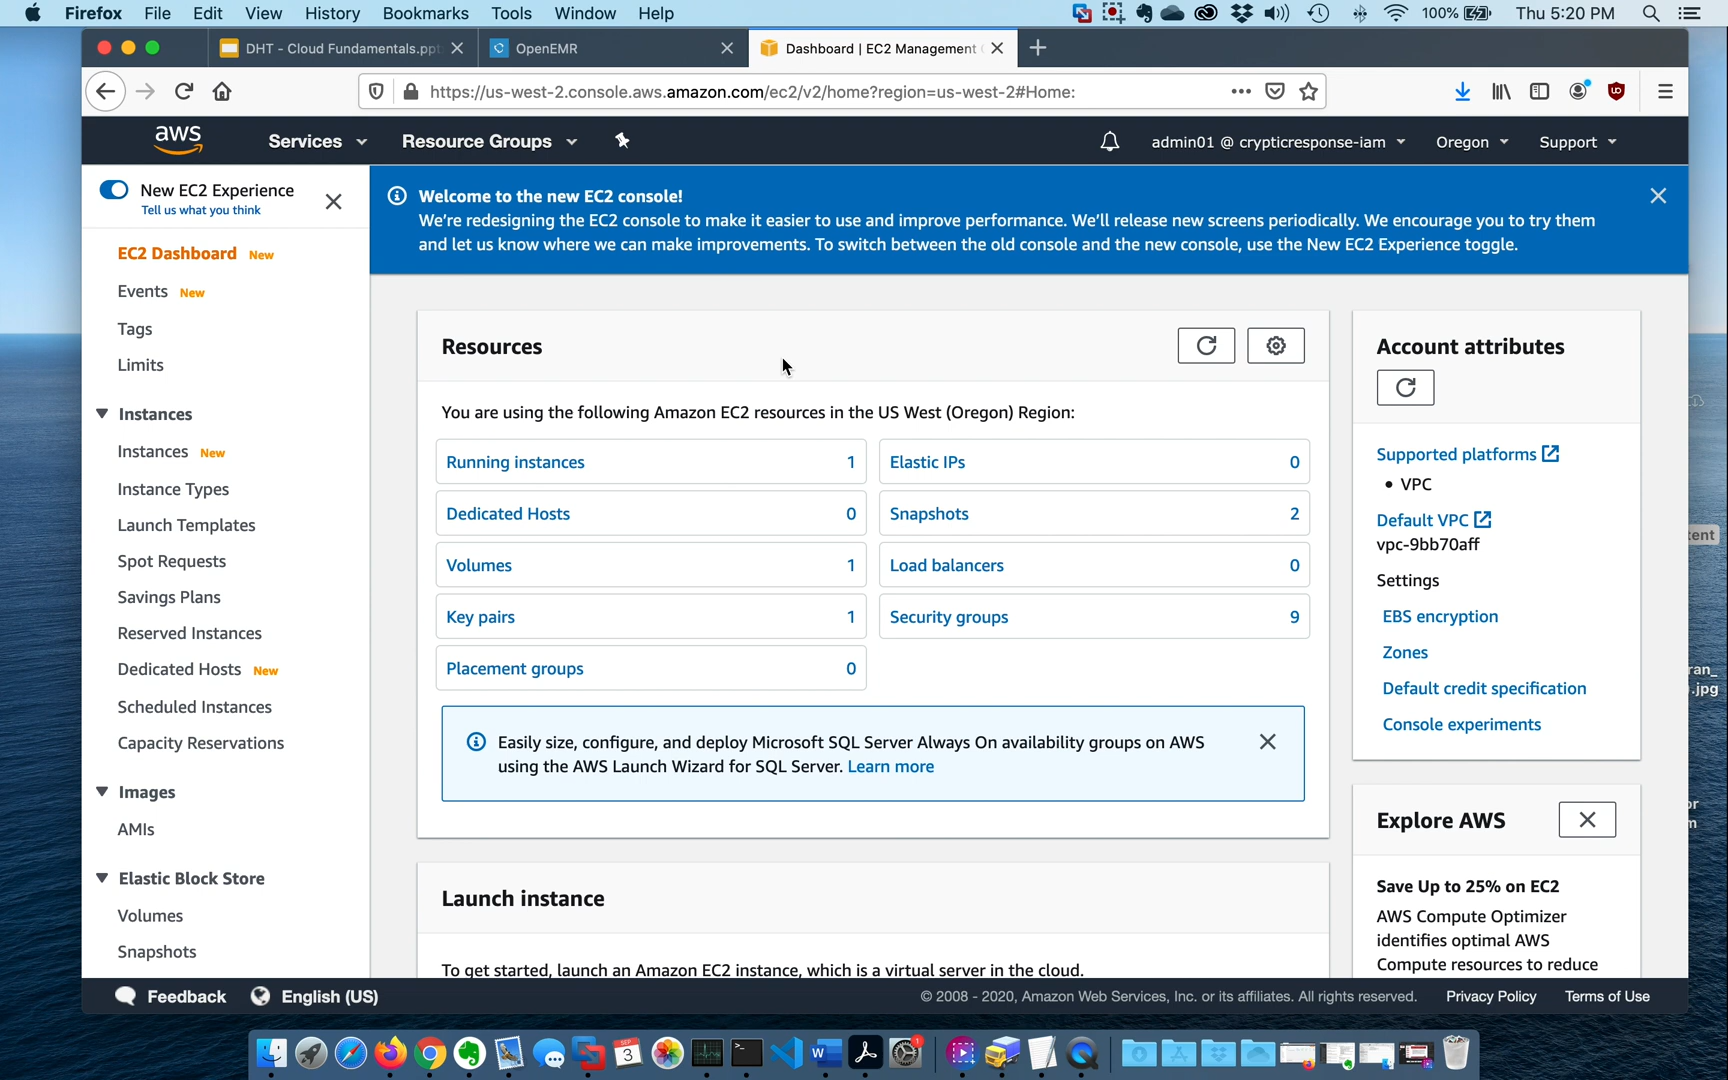 Firefox File Edit View History Bookmarks Tools Window Help 100% Thu 5:20 PM
DHT - Cloud Fundamentals.ppt OpenEMR Dashboard | EC2 Management
https://us-west-2.console.aws.amazon.com/ec2/v2/home?region=us-west-2#Home:
aws Services Resource Groups admin01 @ crypticresponse-iam Oregon Support
New EC2 Experience
Tell us what you think
EC2 Dashboard New
Events New
Tags
Limits
Instances
Instances New
Instance Types
Launch Templates
Spot Requests
Savings Plans
Reserved Instances
Dedicated Hosts New
Scheduled Instances
Capacity Reservations
Images
AMIs
Elastic Block Store
Volumes
Snapshots
Welcome to the new EC2 console!
We're redesigning the EC2 console to make it easier to use and improve performance. We'll release new screens periodically. We encourage you to try them
and let us know where we can make improvements. To switch between the old console and the new console, use the New EC2 Experience toggle.
Resources
You are using the following Amazon EC2 resources in the US West (Oregon) Region:
Running instances 1
Elastic IPs 0
Dedicated Hosts 0
Snapshots 2
Volumes 1
Load balancers 0
Key pairs 1
Security groups 9
Placement groups 0
Easily size, configure, and deploy Microsoft SQL Server Always On availability groups on AWS
using the AWS Launch Wizard for SQL Server. Learn more
Launch instance
To get started, launch an Amazon EC2 instance, which is a virtual server in the cloud.
Account attributes
Supported platforms
• VPC
Default VPC
vpc-9bb70aff
Settings
EBS encryption
Zones
Default credit specification
Console experiments
Explore AWS
Save Up to 25% on EC2
AWS Compute Optimizer
identifies optimal AWS
Compute resources to reduce
tent
ran_
.jpg
Feedback English (US) © 2008 - 2020, Amazon Web Services, Inc. or its affiliates. All rights reserved. Privacy Policy Terms of Use
SEP
3
W
1